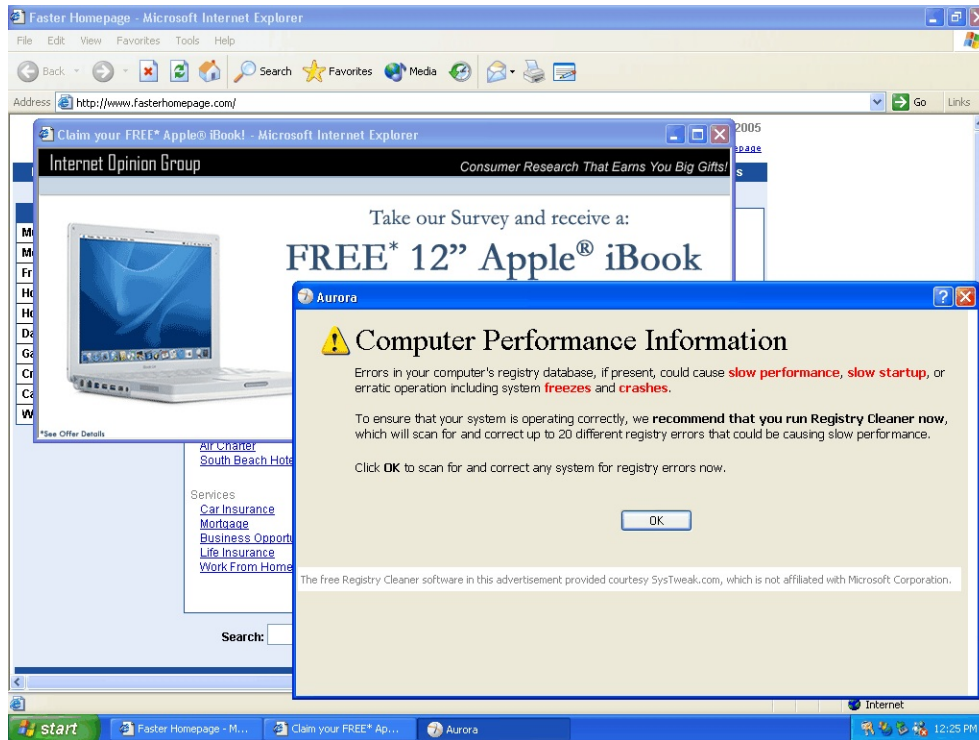 Faster Homepage - Microsoft Internet Explorer
File Edit View Favorites Tools Help
Back Search Favorites Media
Address http://www.fasterhomepage.com/ Go Links
2005
Claim your FREE* Apple® iBook! - Microsoft Internet Explorer
Internet Opinion Group Consumer Research That Earns You Big Gifts!
Take our Survey and receive a:
FREE* 12” Apple® iBook
*See Offer Details
Aurora
Computer Performance Information
Errors in your computer's registry database, if present, could cause slow performance, slow startup, or
erratic operation including system freezes and crashes.
To ensure that your system is operating correctly, we recommend that you run Registry Cleaner now,
which will scan for and correct up to 20 different registry errors that could be causing slow performance.
Click OK to scan for and correct any system for registry errors now.
OK
The free Registry Cleaner software in this advertisement provided courtesy SysTweak.com, which is not affiliated with Microsoft Corporation.
Air Charter
South Beach Hote
Services
Car Insurance
Mortgage
Business Opportu
Life Insurance
Work From Home
Search:
Internet
start Faster Homepage - M... Claim your FREE* Ap... Aurora 12:25 PM